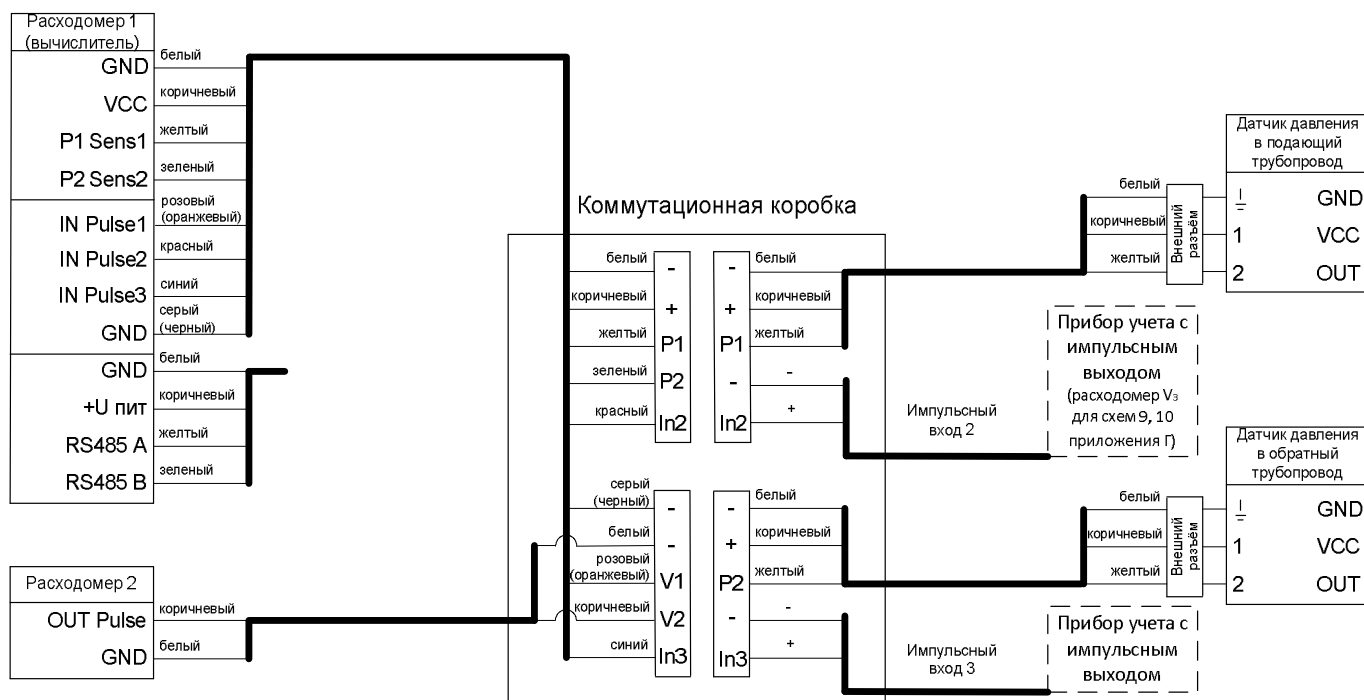 Расходомер 1
(вычислитель)
GND
белый
VCC
коричневый
P1 Sens1
желтый
P2 Sens2
зеленый
IN Pulse1
розовый
(оранжевый)
IN Pulse2
красный
IN Pulse3
синий
GND
серый
(черный)
GND
белый
+U пит
коричневый
RS485 A
желтый
RS485 B
зеленый
Расходомер 2
OUT Pulse
коричневый
GND
белый
Коммутационная коробка
белый
-
коричневый
+
желтый
P1
зеленый
P2
красный
In2
-
белый
+
коричневый
P1
желтый
-
-
In2
+
серый
(черный)
-
белый
-
розовый
(оранжевый)
V1
коричневый
V2
синий
In3
-
белый
+
коричневый
P2
желтый
-
-
In3
+
Импульсный
вход 2
Импульсный
вход 3
Датчик давления
в подающий
трубопровод
белый
коричневый
желтый
Внешний
разъём
GND
1 VCC
2 OUT
Прибор учета с
импульсным
выходом
(расходомер V₃
для схем 9, 10
приложения Г)
Датчик давления
в обратный
трубопровод
белый
коричневый
желтый
Внешний
разъём
GND
1 VCC
2 OUT
Прибор учета с
импульсным
выходом